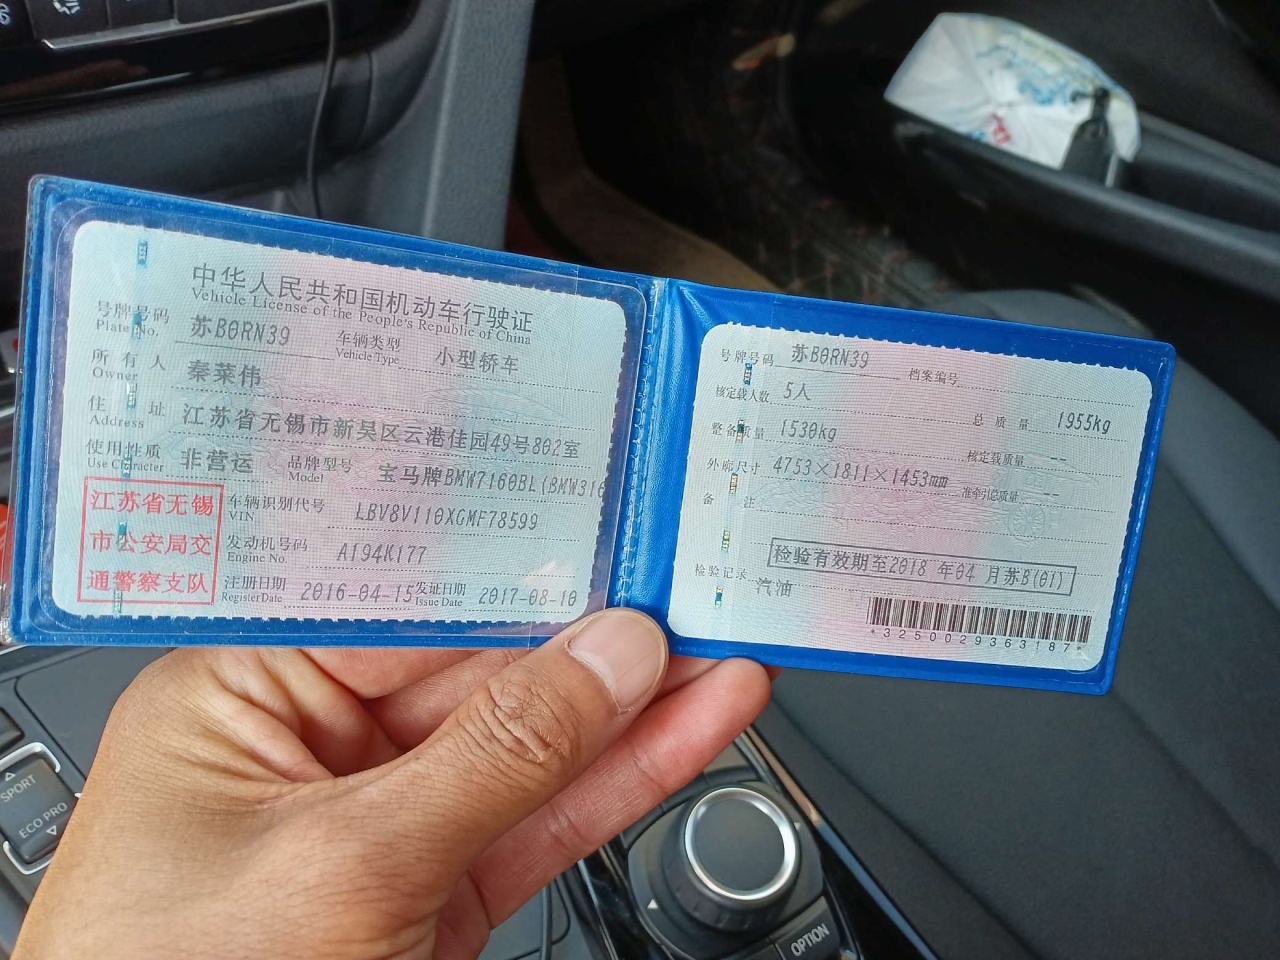 中华人民共和国机动车行驶证
Vehicle License of the People's Republic of China
号牌号码 苏B0RN39 车辆类型 小型轿车
Plate No. Vehicle Type
所有人 秦菜伟
Owner
住址 江苏省无锡市新吴区云港佳园49号802室
Address
使用性质 非营运 品牌型号 宝马牌BMW7160BL(BMW316
Use Character Model
江苏省无锡
市公安局交
通警察支队
车辆识别代号 LBV8V110XGMF78599
VIN
发动机号码 A194K177
Engine No.
注册日期 2016-04-15 发证日期 2017-08-10
Register Date Issue Date
号牌号码 苏B0RN39 档案编号
核定载人数 5人 总质量 1955kg
整备质量 1530kg 核定载质量 --
外廓尺寸 4753×1811×1453mm 准牵引总质量 --
备注
检验有效期至2018 年04 月苏B(01)
检验记录
汽油
*3250029363187*
SPORT
ECO PRO
OPTION